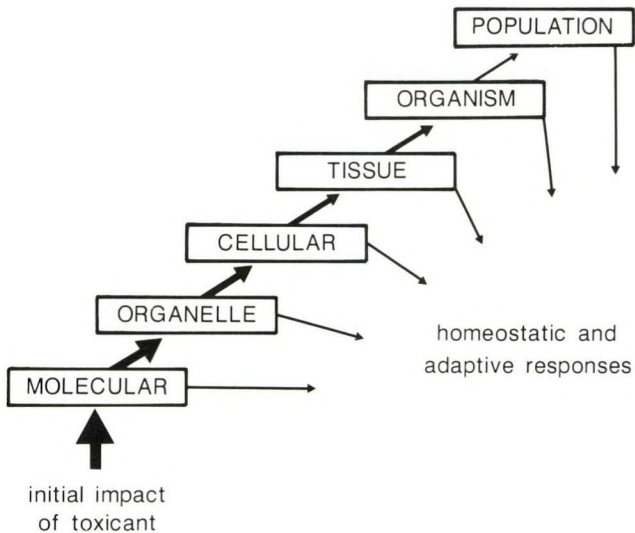 POPULATION
ORGANISM
TISSUE
CELLULAR
ORGANELLE
homeostatic and
adaptive responses
MOLECULAR
initial impact
of toxicant